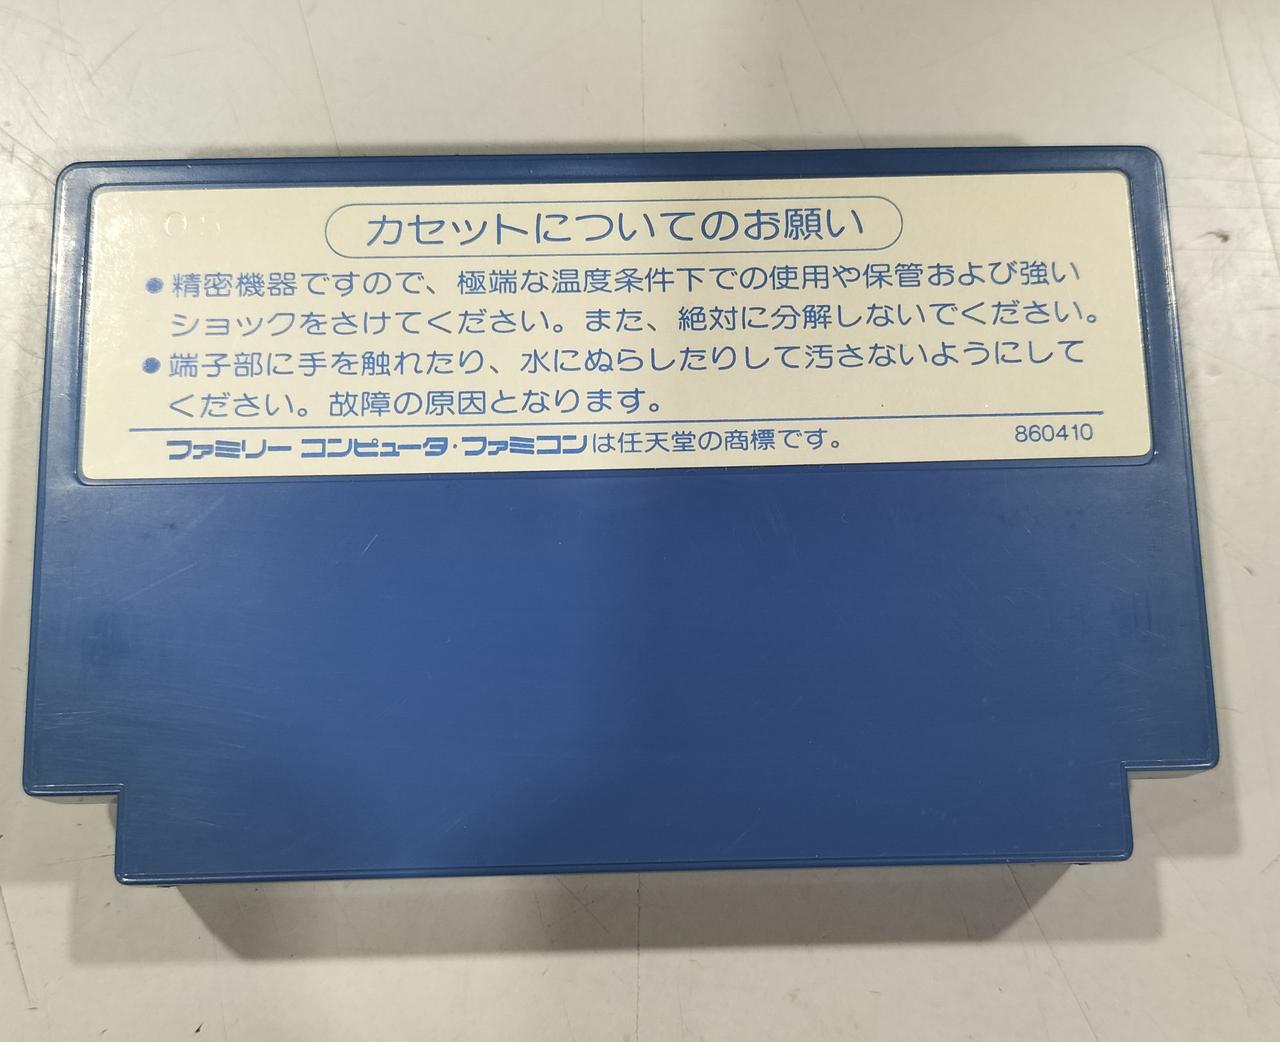 カセットについてのお願い
●精密機器ですので、極端な温度条件下での使用や保管および強い
ショックをさけてください。また、絶対に分解しないでください。
●端子部に手を触れたり、水にぬらしたりして汚さないようにして
ください。故障の原因となります。
ファミリー コンピュータ・ファミコンは任天堂の商標です。 860410